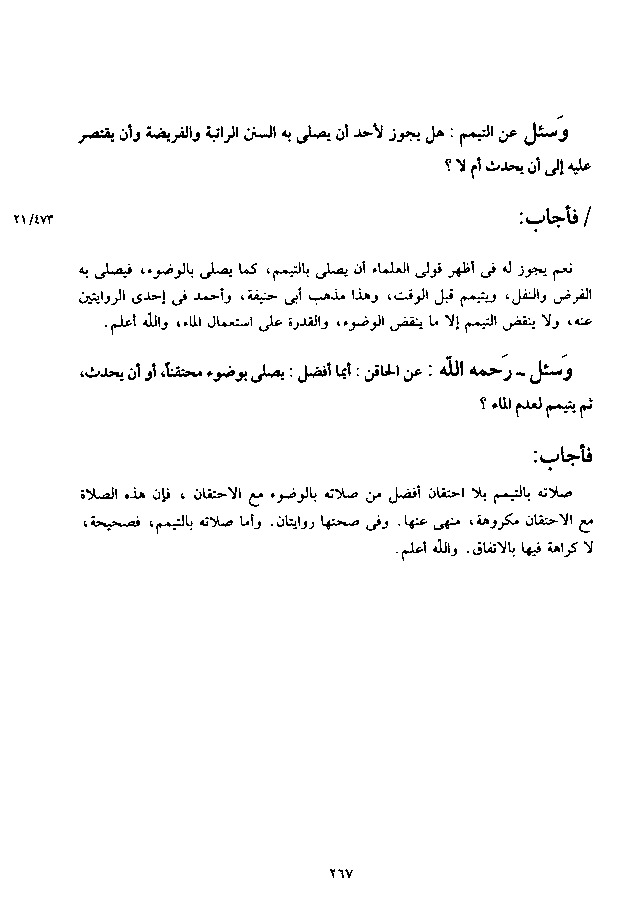 وَسئل عن التيمم : هل يجوز لأحد أن يصلى به السنن الراتبة والفريضة وأن يقتصر
عليه إلى أن يحدث أم لا ؟
/ فأجاب:
٢١/٤٧٣
نعم يجوز له فى أظهر قولى العلماء أن يصلى بالتيمم، كما يصلى بالوضوء، فيصلى به
الفرض والنفل، ويتيمم قبل الوقت، وهذا مذهب أبى حنيفة، وأحمد فى إحدى الروايتين
عنه، ولا ينقض التيمم إلا ما ينقض الوضوء، والقدرة على استعمال الماء، واللّه أعلم.
وَسئل ـ رَحمه اللّه : عن الحاقن : أيما أفضل : يصلى بوضوء محتقناً، أو أن يحدث،
ثم يتيمم لعدم الماء ؟
فأجاب:
صلاته بالتيمم بلا احتقان أفضل من صلاته بالوضوء مع الاحتقان ، فإن هذه الصلاة
مع الاحتقان مكروهة، منهى عنها. وفى صحتها روايتان. وأما صلاته بالتيمم، فصحيحة،
لا كراهة فيها بالاتفاق. واللّه أعلم.
٢٦٧